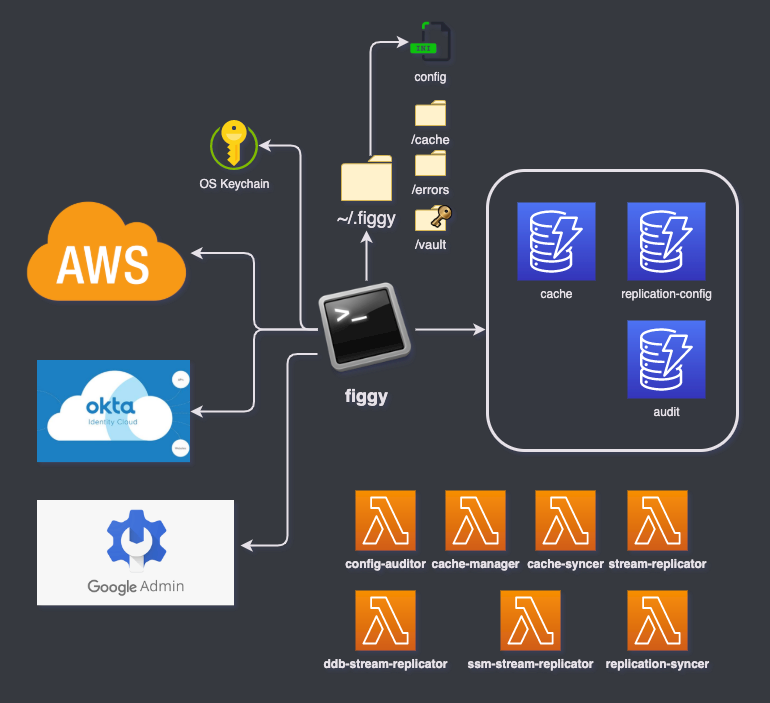 INI
config
/cache
OS Keychain
/errors
~/.figgy
/vault
AWS
cache
replication-config
>_
figgy
audit
okta
Identity Cloud
Google Admin
config-auditor
cache-manager
cache-syncer
stream-replicator
ddb-stream-replicator
ssm-stream-replicator
replication-syncer